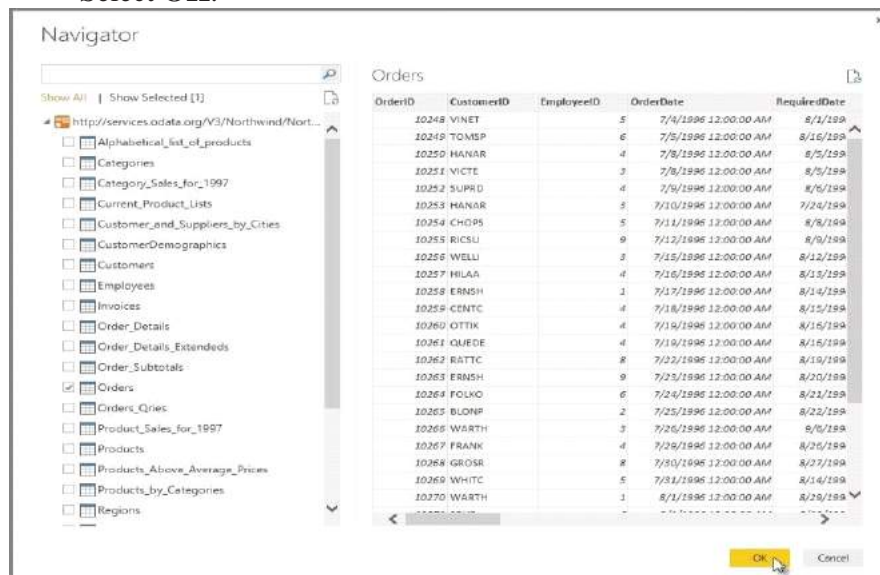 Navigator
Show All | Show Selected [1]
http://services.odata.org/V3/Northwind/Nort...
Alphabetical_list_of_products
Categories
Category_Sales_for_1997
Current_Product_Lists
Customer_and_Suppliers_by_Cities
CustomerDemographics
Customers
Employees
Invoices
Order_Details
Order_Details_Extendeds
Order_Subtotals
Orders
Orders_Qries
Product_Sales_for_1997
Products
Products_Above_Average_Prices
Products_by_Categories
Regions
Orders
OrderID CustomerID EmployeeID OrderDate RequiredDate
10248 VINET 5 7/4/1996 12:00:00 AM 8/1/199
10249 TOMSP 6 7/5/1996 12:00:00 AM 8/16/199
10250 HANAR 4 7/8/1996 12:00:00 AM 8/5/199
10251 VICTE 3 7/8/1996 12:00:00 AM 8/5/199
10252 SUPRD 4 7/9/1996 12:00:00 AM 8/6/199
10253 HANAR 3 7/10/1996 12:00:00 AM 7/24/199
10254 CHOPS 5 7/11/1996 12:00:00 AM 8/8/199
10255 RICSU 9 7/12/1996 12:00:00 AM 8/9/199
10256 WELLI 3 7/15/1996 12:00:00 AM 8/12/199
10257 HILAA 4 7/16/1996 12:00:00 AM 8/13/199
10258 ERNSH 1 7/17/1996 12:00:00 AM 8/14/199
10259 CENTC 4 7/18/1996 12:00:00 AM 8/15/199
10260 OTTIK 4 7/19/1996 12:00:00 AM 8/16/199
10261 QUEDE 4 7/19/1996 12:00:00 AM 8/16/199
10262 RATTC 8 7/22/1996 12:00:00 AM 8/19/199
10263 ERNSH 9 7/23/1996 12:00:00 AM 8/20/199
10264 FOLKO 6 7/24/1996 12:00:00 AM 8/21/199
10265 BLONP 2 7/25/1996 12:00:00 AM 8/22/199
10266 WARTH 3 7/26/1996 12:00:00 AM 9/6/199
10267 FRANK 4 7/29/1996 12:00:00 AM 8/26/199
10268 GROSR 8 7/30/1996 12:00:00 AM 8/27/199
10269 WHITC 5 7/31/1996 12:00:00 AM 8/14/199
10270 WARTH 1 8/1/1996 12:00:00 AM 8/29/199
OK Cancel